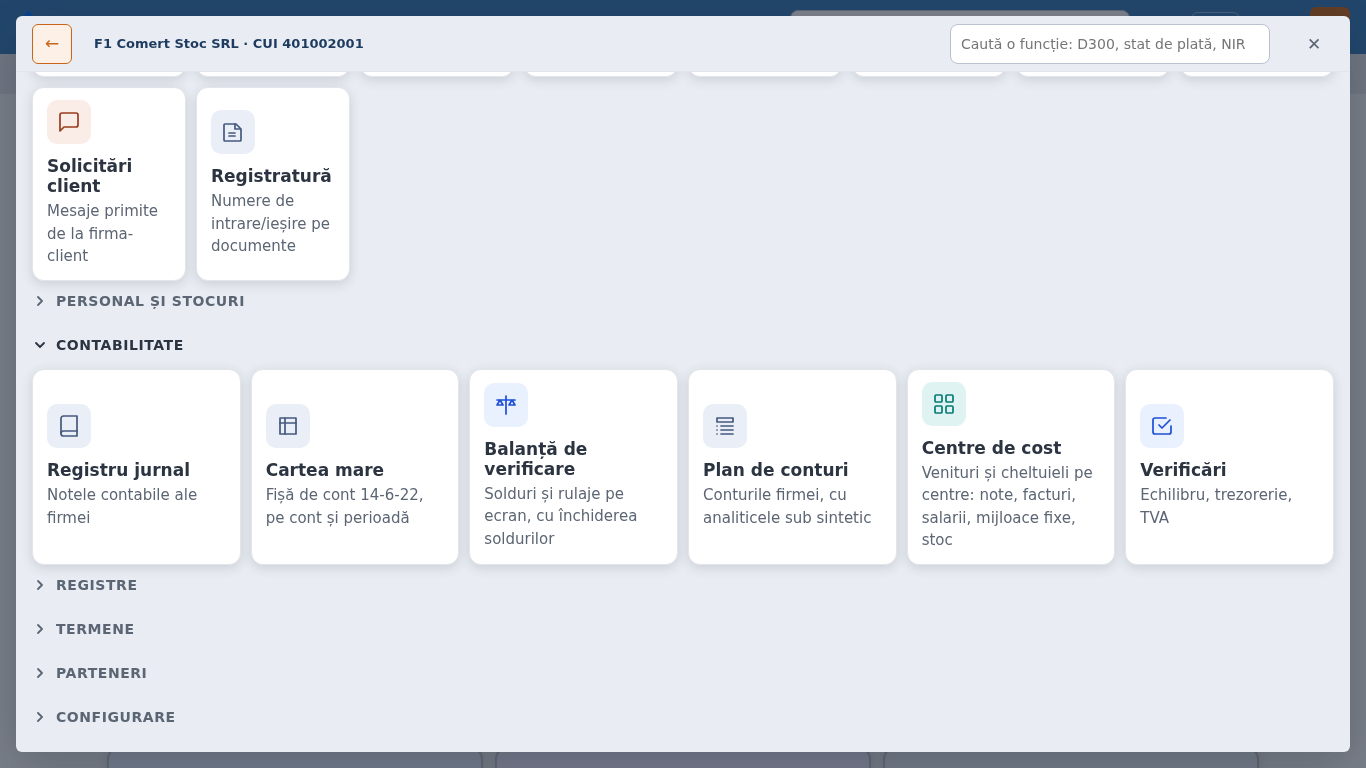 ←
F1 Comert Stoc SRL · CUI 401002001
Caută o funcție: D300, stat de plată, NIR
✕
Solicitări
client
Mesaje primite
de la firma-
client
Registratură
Numere de
intrare/ieșire pe
documente
PERSONAL ȘI STOCURI
CONTABILITATE
Registru jurnal
Notele contabile ale
firmei
Cartea mare
Fișă de cont 14-6-22,
pe cont și perioadă
Balanță de
verificare
Solduri și rulaje pe
ecran, cu închiderea
soldurilor
Plan de conturi
Conturile firmei, cu
analiticele sub sintetic
Centre de cost
Venituri și cheltuieli pe
centre: note, facturi,
salarii, mijloace fixe,
stoc
Verificări
Echilibru, trezorerie,
TVA
REGISTRE
TERMENE
PARTENERI
CONFIGURARE